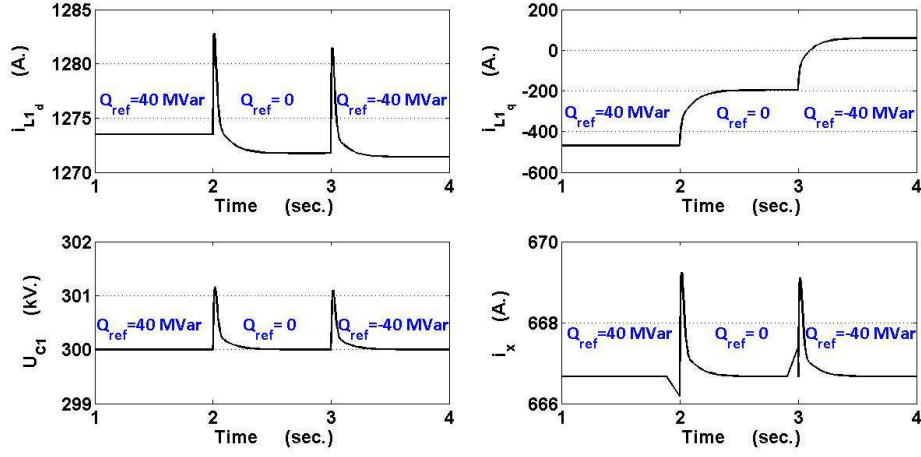 i_L1_d (A.)
1285
1280
1275
1270
Q_ref=40 MVar
Q_ref= 0
Q_ref=-40 MVar
1 2 3 4
Time (sec.)
i_L1_q (A.)
200
0
-200
-400
-600
Q_ref=40 MVar
Q_ref= 0
Q_ref=-40 MVar
1 2 3 4
Time (sec.)
U_C1 (kV.)
302
301
300
299
Q_ref=40 MVar
Q_ref= 0
Q_ref=-40 MVar
1 2 3 4
Time (sec.)
i_x (A.)
670
668
666
Q_ref=40 MVar
Q_ref= 0
Q_ref=-40 MVar
1 2 3 4
Time (sec.)